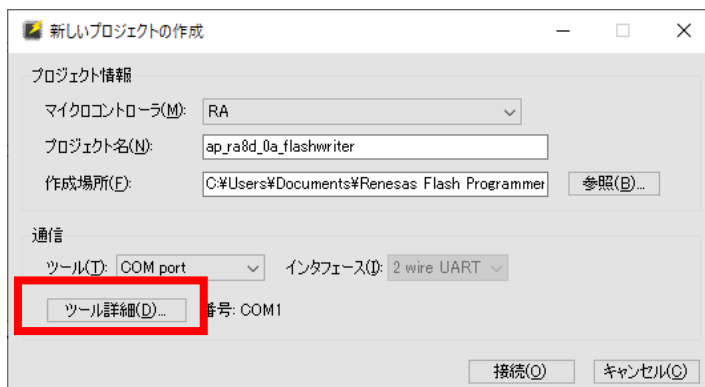 新しいプロジェクトの作成
プロジェクト情報
マイクロコントローラ(M): RA
プロジェクト名(N): ap_ra8d_0a_flashwriter
作成場所(F): C:¥Users¥Documents¥Renesas Flash Programmer 参照(B)...
通信
ツール(T): COM port インタフェース(I): 2 wire UART
ツール詳細(D)... 番号: COM1
接続(O) キャンセル(C)